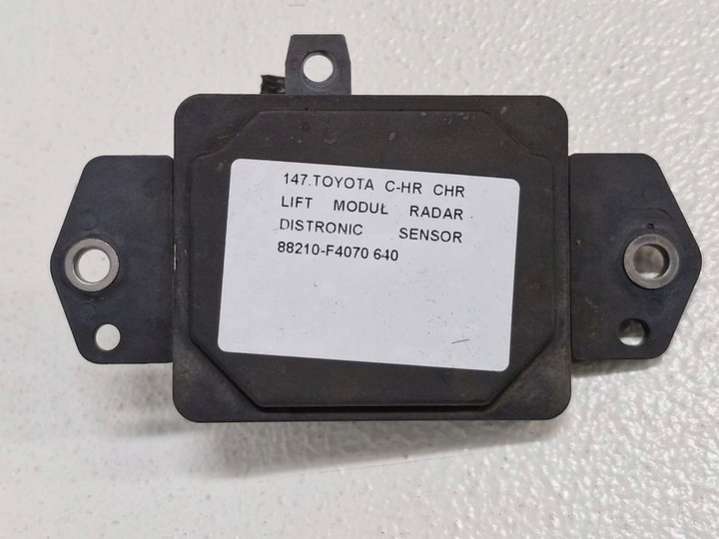 147.TOYOTA C-HR CHR
LIFT MODUŁ RADAR
DISTRONIC SENSOR
88210-F4070 640